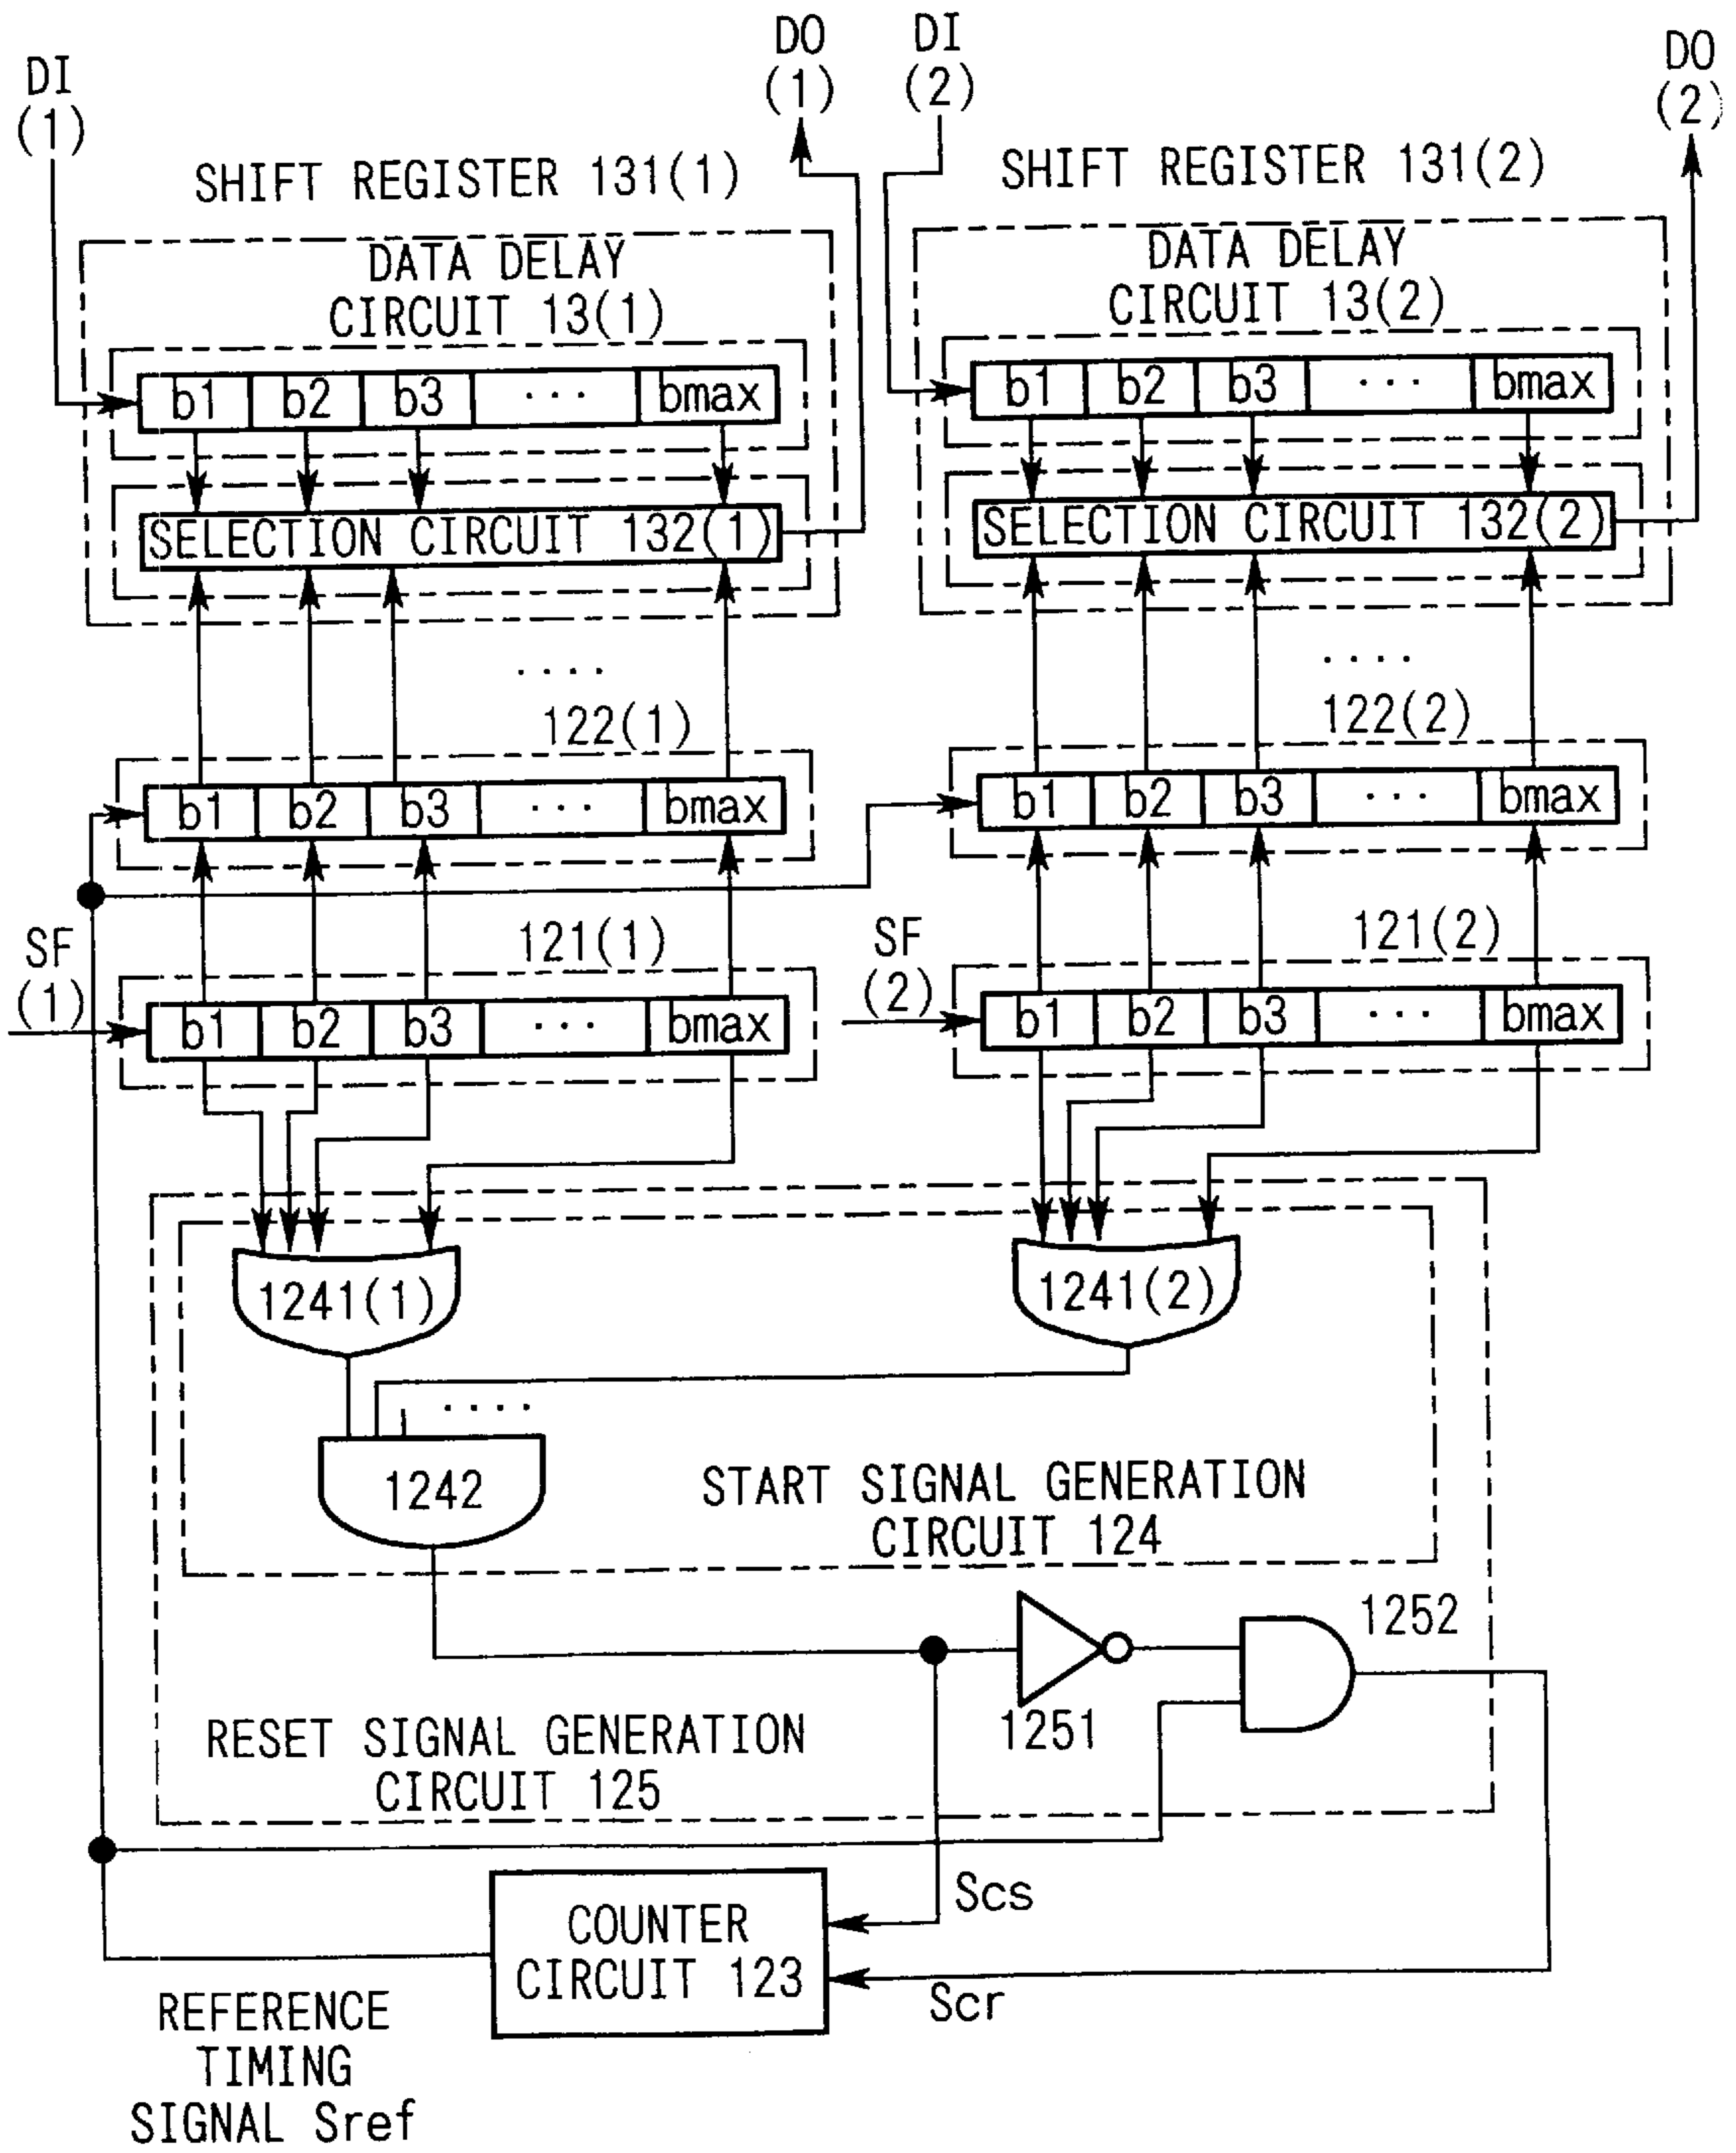 DI
(1)
DO
(1)
DI
(2)
DO
(2)
SHIFT REGISTER 131(1)
SHIFT REGISTER 131(2)
DATA DELAY
CIRCUIT 13(1)
DATA DELAY
CIRCUIT 13(2)
b1 b2 b3 ... bmax
b1 b2 b3 ... bmax
SELECTION CIRCUIT 132(1)
SELECTION CIRCUIT 132(2)
....
....
122(1)
122(2)
b1 b2 b3 ... bmax
b1 b2 b3 ... bmax
SF
(1)
121(1)
SF
(2)
121(2)
b1 b2 b3 ... bmax
b1 b2 b3 ... bmax
1241(1)
1241(2)
....
1242
START SIGNAL GENERATION
CIRCUIT 124
1252
1251
RESET SIGNAL GENERATION
CIRCUIT 125
Scs
COUNTER
CIRCUIT 123
Scr
REFERENCE
TIMING
SIGNAL Sref